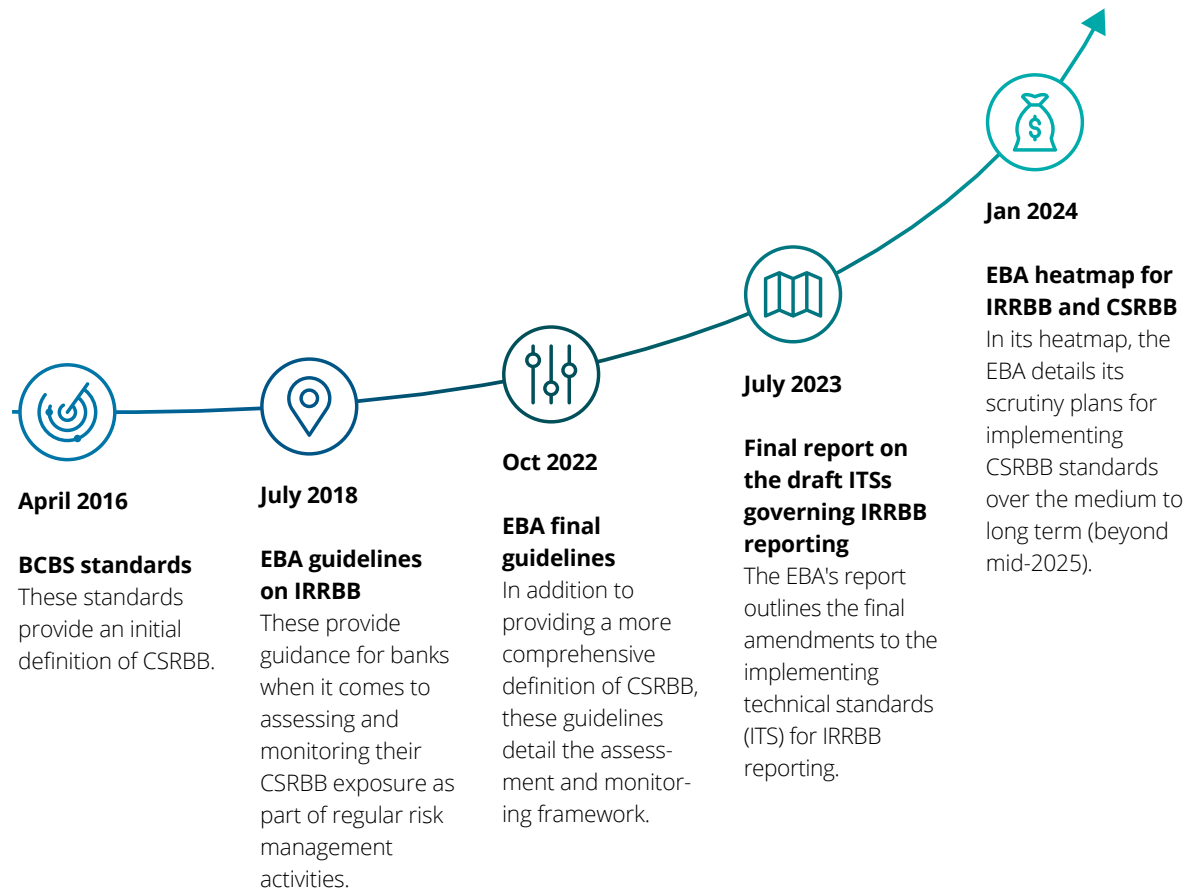 April 2016
BCBS standards
These standards
provide an initial
definition of CSRBB.
July 2018
EBA guidelines
on IRRBB
These provide
guidance for banks
when it comes to
assessing and
monitoring their
CSRBB exposure as
part of regular risk
management
activities.
Oct 2022
EBA final
guidelines
In addition to
providing a more
comprehensive
definition of CSRBB,
these guidelines
detail the assess-
ment and monitor-
ing framework.
July 2023
Final report on
the draft ITSs
governing IRRBB
reporting
The EBA's report
outlines the final
amendments to the
implementing
technical standards
(ITS) for IRRBB
reporting.
$
Jan 2024
EBA heatmap for
IRRBB and CSRBB
In its heatmap, the
EBA details its
scrutiny plans for
implementing
CSRBB standards
over the medium to
long term (beyond
mid-2025).